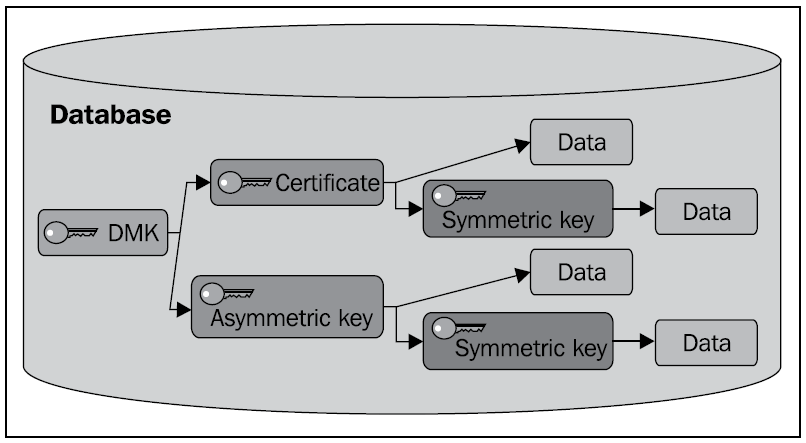 Database
Data
Certificate
Symmetric key
Data
DMK
Data
Asymmetric key
Symmetric key
Data